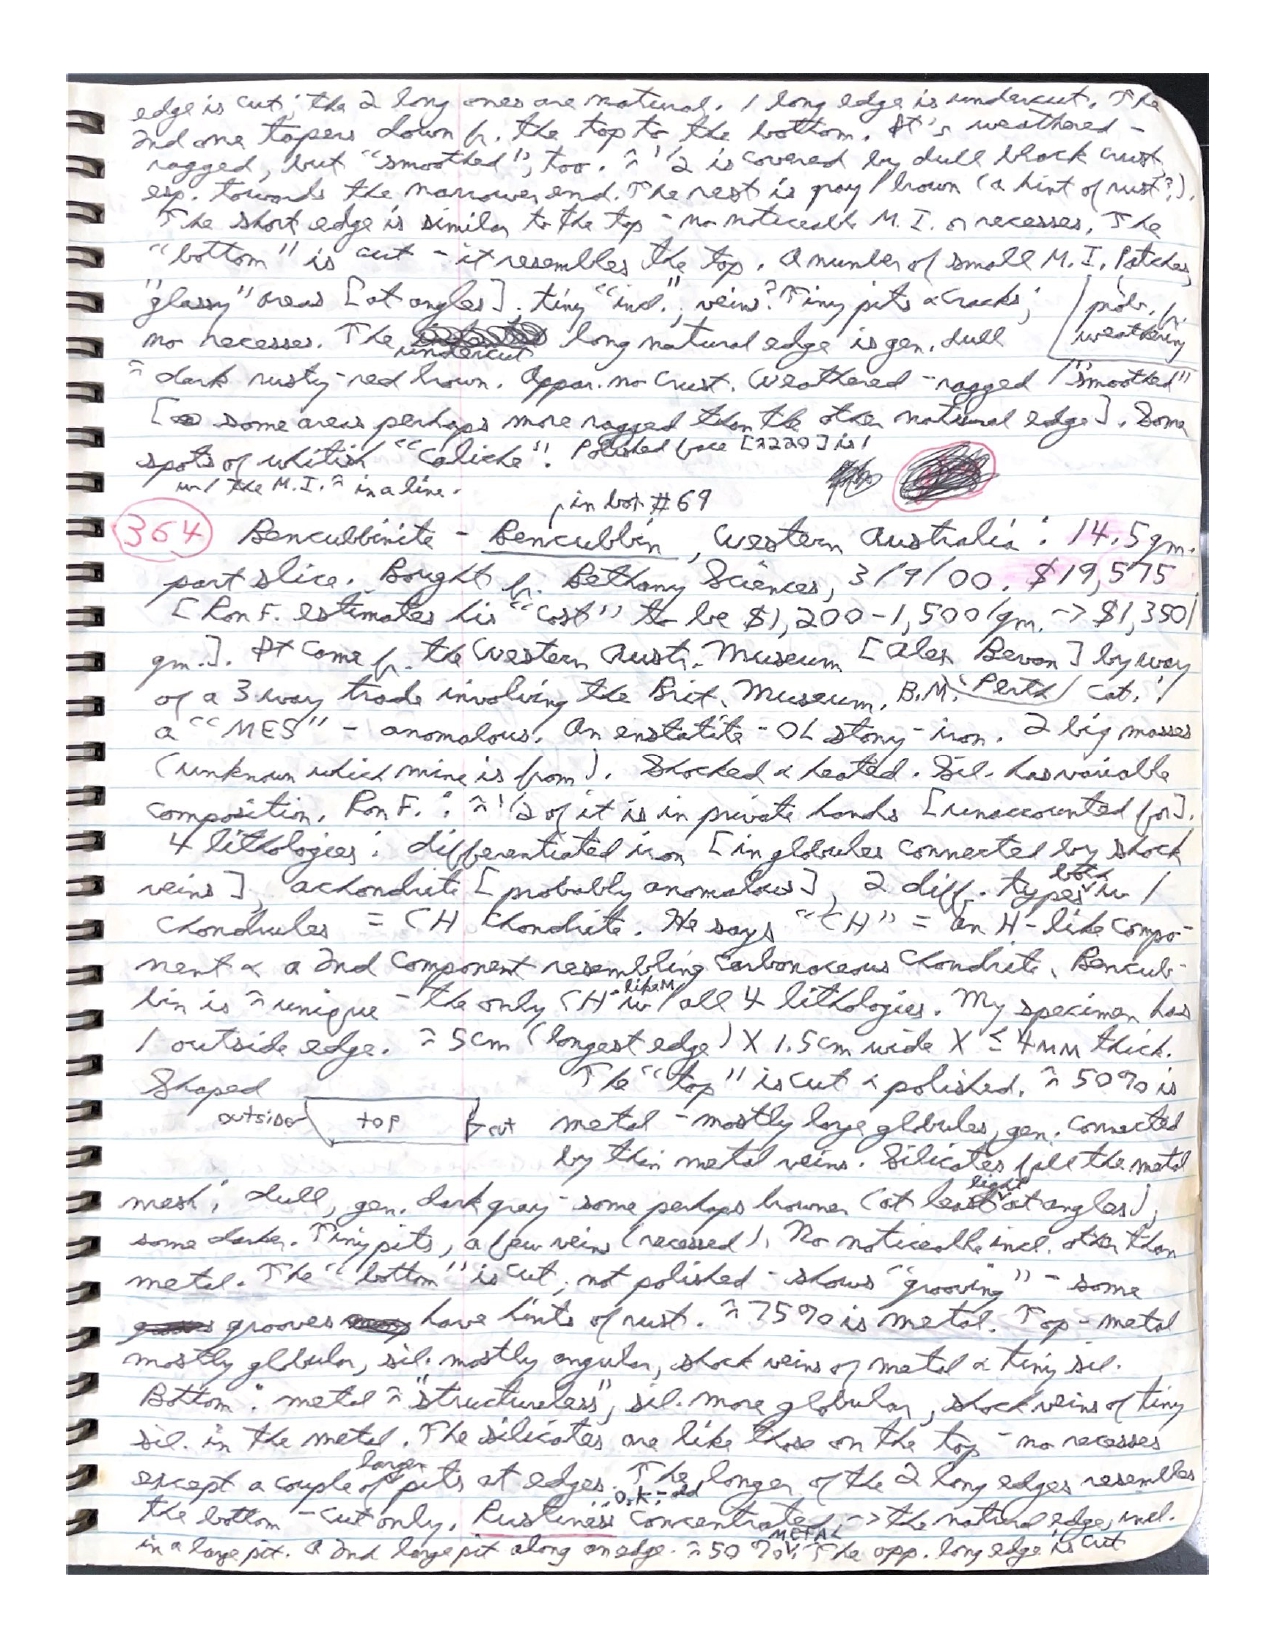 edge is cut; the 2 long ones are natural. 1 long edge is undercut. The
2nd one tapers down fr. the top to the bottom. It's weathered -
ragged, but "smoothed", too. ≈ 1/2 is covered by dull black crust
esp. towards the narrower end. The rest is gray/brown (a hint of rust?).
The short edge is similar to the top - no noticeable M.I. or recesses. The
"bottom" is cut - it resembles the top. A number of small M.I. Patches,
"glassy" areas [at angles]; tiny "incl."; veins? Tiny pits & cracks;
prob. fr.
weathering
no recesses. The undercut long natural edge is gen. dull
≈ dark rusty-red brown. Appar. no crust. Weathered - ragged/"smoothed"
[some areas perhaps more ragged than the other natural edge]. Some
spots of whitish "caliche". Polished face [≈220] is 1
w/ the M.I. ≈ in a line.
in box #69
364 Bencubbinite - Bencubbin, Western Australia: 14.5gm.
part slice. Bought fr. Bethany Sciences, 3/9/00. $19,575
[Ron F. estimates his "cost" to be $1,200-1,500/gm. -> $1,350/
gm.]. It came fr. the Western Austr. Museum [Alex Bevan] by way
of a 3 way trade involving the Brit. Museum. B.M. "Perth" cat.:
a "MES" - anomalous. An enstatite-OL stony-iron. 2 big masses
(unknown which mine is from). Shocked & heated. Sil. has variable
composition. Ron F.: ≈ 1/2 of it is in private hands [unaccounted for].
4 lithologies: differentiated iron [in globules connected by shock
veins], achondrite [probably anomalous], 2 diff. types both w/
chondrules = CH chondrite. He says "CH" = an H-like compo-
nent & a 2nd component resembling carbonaceous chondrite. Bencub-
bin is ≈ unique - the only CH-like M w/ all 4 lithologies. My specimen has
1 outside edge. ≈ 5cm (longest edge) X 1.5cm wide X ≤ 4mm thick.
Shaped The "top" is cut & polished. ≈ 50% is
outside top cut metal - mostly large globules, gen. connected
by thin metal veins. Silicates fill the metal
mesh; dull, gen. dark gray - some perhaps browner (at least at light angles),
some darker. Tiny pits, a few veins (recessed). No noticeable incl. other than
metal. The "bottom" is cut, not polished - shows "grooving" - some
grooves have hints of rust. ≈ 75% is metal. Top - metal
mostly globular, sil. mostly angular, shock veins of metal & tiny sil.
Bottom: metal ≈ "structureless", sil. more globular, shock veins of tiny
sil. in the metal. The silicates are like those on the top - no recesses
except a couple of larger pits at edges. The longer of the 2 long edges resembles
the bottom - cut only. Rustiness O.K.-old concentrated -> the natural edge, incl.
in a large pit. A 2nd large pit along an edge. ≈ 50% METAL. The opp. long edge is cut